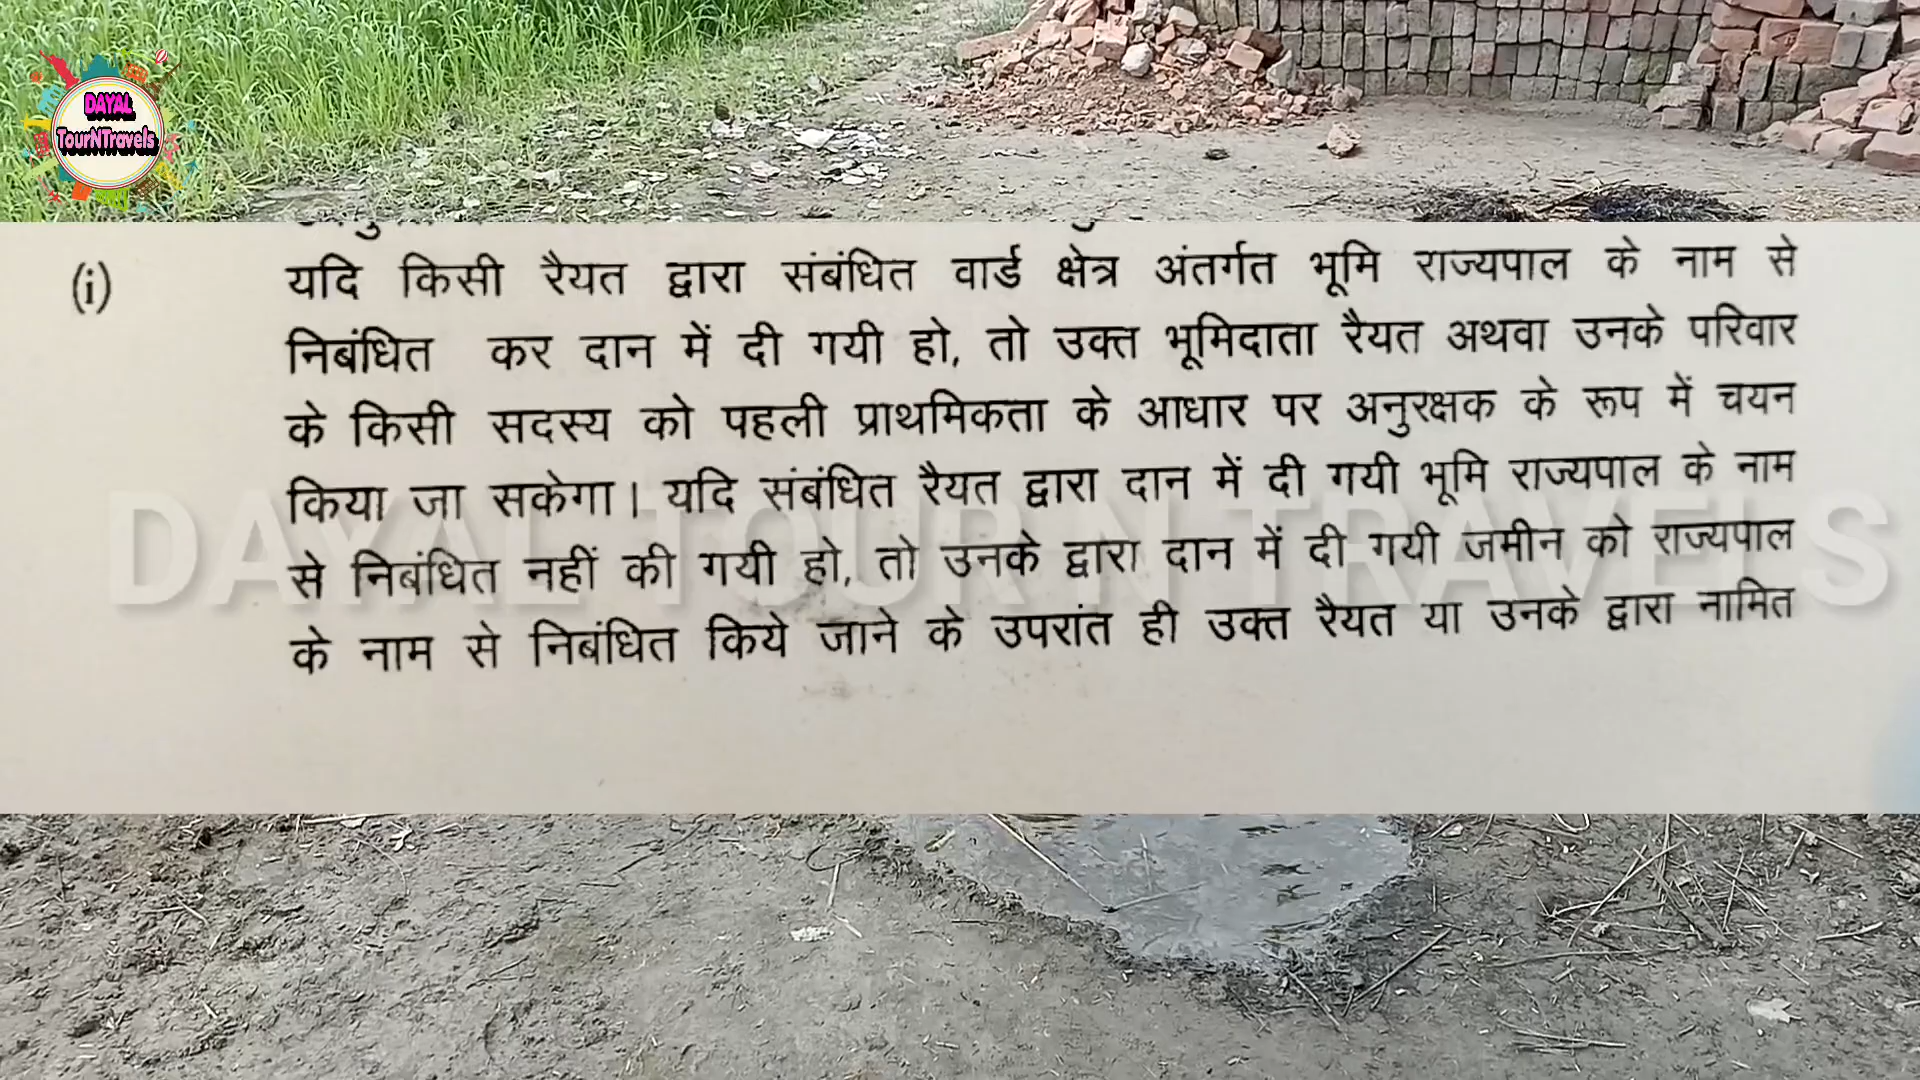 DAYAL
TourNTravels
(i) यदि किसी रैयत द्वारा संबंधित वार्ड क्षेत्र अंतर्गत भूमि राज्यपाल के नाम से
निबंधित कर दान में दी गयी हो, तो उक्त भूमिदाता रैयत अथवा उनके परिवार
के किसी सदस्य को पहली प्राथमिकता के आधार पर अनुरक्षक के रूप में चयन
किया जा सकेगा। यदि संबंधित रैयत द्वारा दान में दी गयी भूमि राज्यपाल के नाम
DAYAL TOUR N TRAVELS
से निबंधित नहीं की गयी हो, तो उनके द्वारा दान में दी गयी जमीन को राज्यपाल
के नाम से निबंधित किये जाने के उपरांत ही उक्त रैयत या उनके द्वारा नामित